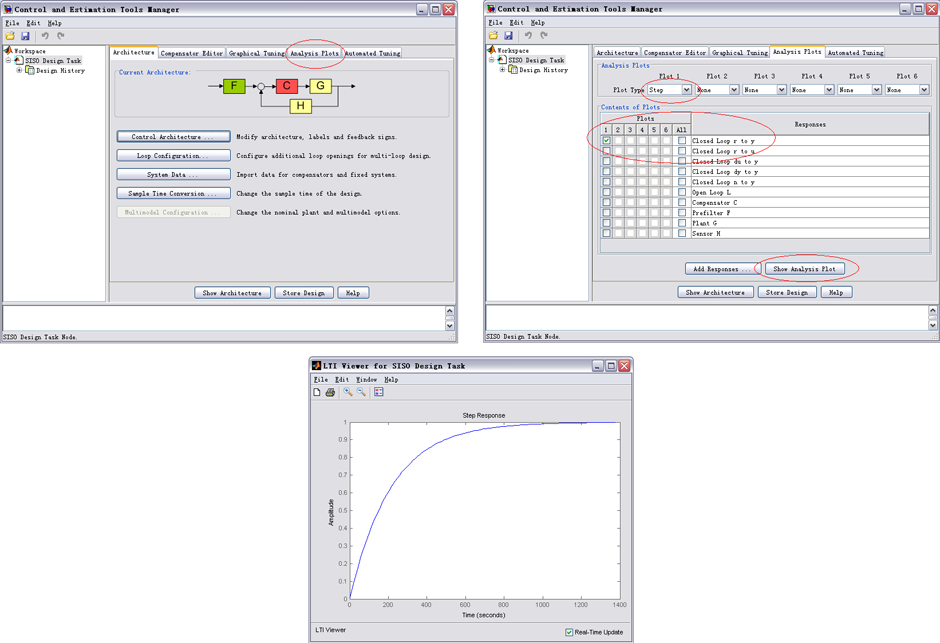 Control and Estimation Tools Manager
File Edit Help
Workspace
SISO Design Task
Design History
Architecture Compensator Editor Graphical Tuning Analysis Plots Automated Tuning
Current Architecture:
F C G
H
Control Architecture ... Modify architecture, labels and feedback signs.
Loop Configuration... Configure additional loop openings for multi-loop design.
System Data ... Import data for compensators and fixed systems.
Sample Time Conversion ... Change the sample time of the design.
Multimodel Configuration ... Change the nominal plant and multimodel options.
Show Architecture Store Design Help
SISO Design Task Node.
Control and Estimation Tools Manager
File Edit Help
Workspace
SISO Design Task
Design History
Architecture Compensator Editor Graphical Tuning Analysis Plots Automated Tuning
Analysis Plots
Plot 1 Plot 2 Plot 3 Plot 4 Plot 5 Plot 6
Plot Type Step None None None None None
Contents of Plots
Plots
1 2 3 4 5 6 All Responses
Closed Loop r to y
Closed Loop r to u
Closed Loop du to y
Closed Loop dy to y
Closed Loop n to y
Open Loop L
Compensator C
Prefilter F
Plant G
Sensor H
Add Responses ... Show Analysis Plot
Show Architecture Store Design Help
SISO Design Task Node.
LTI Viewer for SISO Design Task
File Edit Window Help
Step Response
1
0.9
0.8
0.7
0.6
0.5
0.4
0.3
0.2
0.1
0
Amplitude
0 200 400 600 800 1000 1200 1400
Time (seconds)
LTI Viewer
Real-Time Update